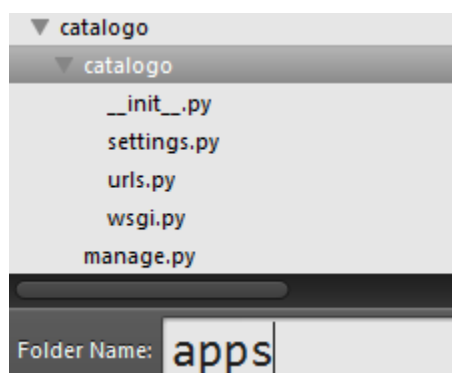 catalogo
catalogo
__init__.py
settings.py
urls.py
wsgi.py
manage.py
Folder Name: apps